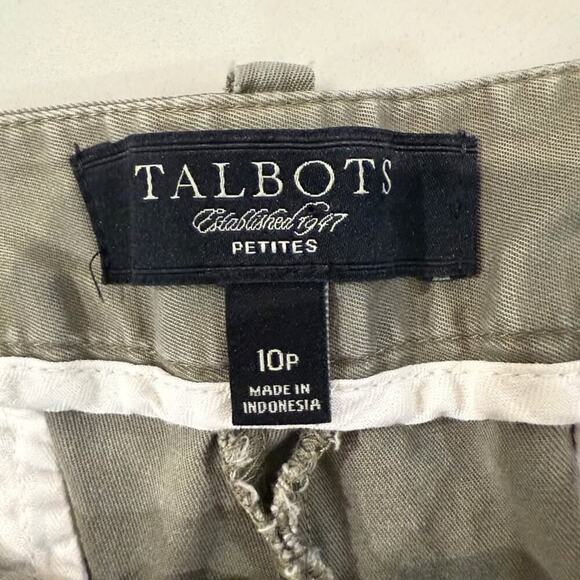 TALBOTS
Established 1947
PETITES
10P
MADE IN
INDONESIA